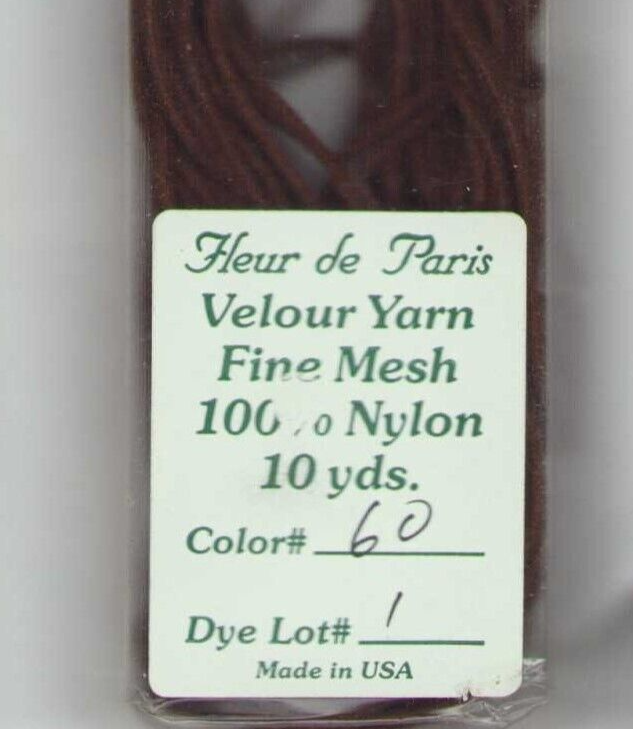 Fleur de Paris
Velour Yarn
Fine Mesh
100% Nylon
10 yds.
Color# 60
Dye Lot# 1
Made in USA